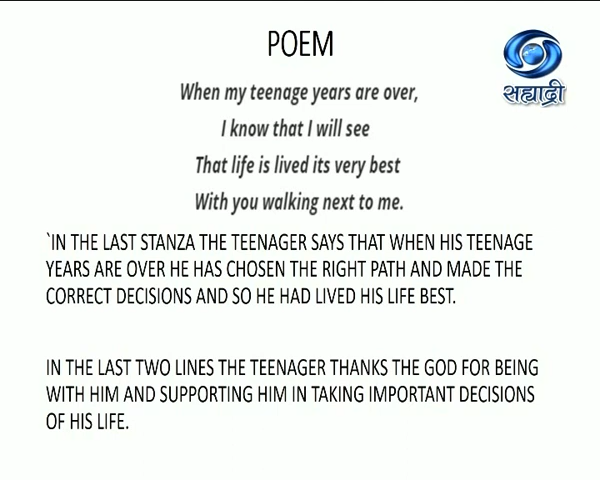 POEM
सह्याद्री
When my teenage years are over,
I know that I will see
That life is lived its very best
With you walking next to me.
`IN THE LAST STANZA THE TEENAGER SAYS THAT WHEN HIS TEENAGE
YEARS ARE OVER HE HAS CHOSEN THE RIGHT PATH AND MADE THE
CORRECT DECISIONS AND SO HE HAD LIVED HIS LIFE BEST.
IN THE LAST TWO LINES THE TEENAGER THANKS THE GOD FOR BEING
WITH HIM AND SUPPORTING HIM IN TAKING IMPORTANT DECISIONS
OF HIS LIFE.